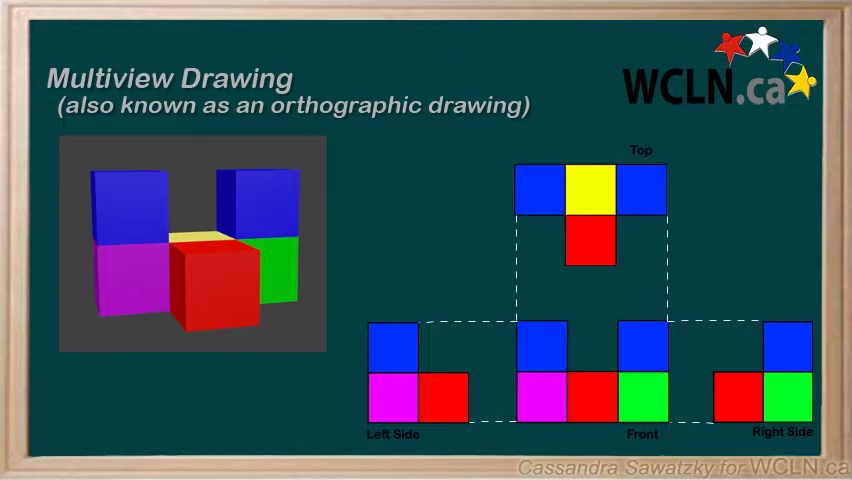 Multiview Drawing
(also known as an orthographic drawing)
WCLN.ca
Top
Left Side
Front
Right Side
Cassandra Sawatzky for WCLN.ca